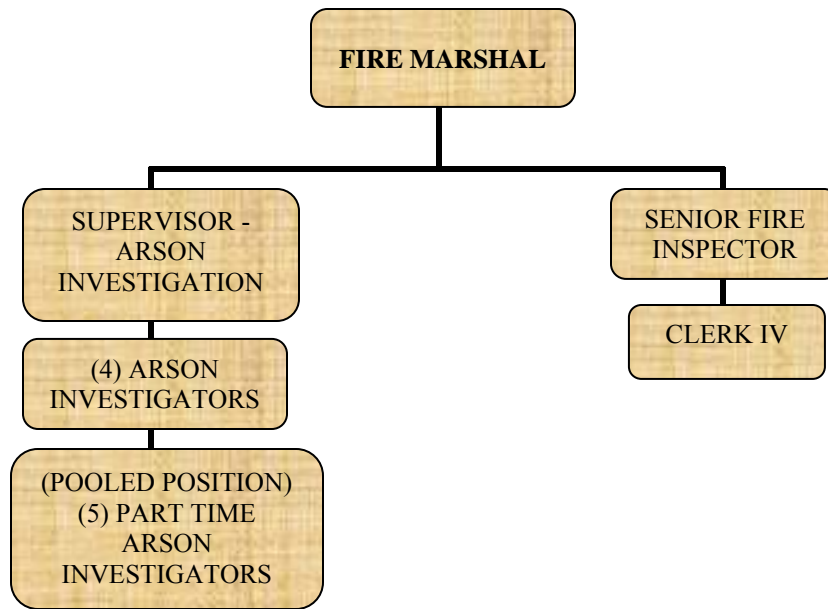 FIRE MARSHAL
SUPERVISOR -
ARSON
INVESTIGATION
SENIOR FIRE
INSPECTOR
(4) ARSON
INVESTIGATORS
CLERK IV
(POOLED POSITION)
(5) PART TIME
ARSON
INVESTIGATORS